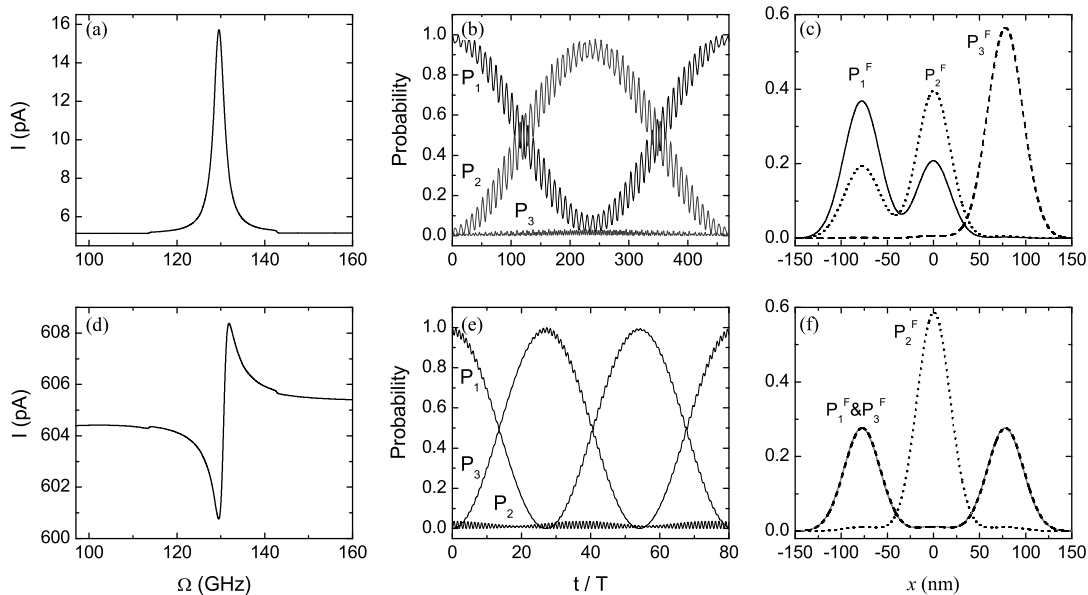 (a)
I (pA)
16
14
12
10
8
6
100 120 140 160
(b)
Probability
1.0
0.8
0.6
0.4
0.2
0.0
P1
P2
P3
0 100 200 300 400
(c)
0.6
0.4
0.2
0.0
P1F
P2F
P3F
-150 -100 -50 0 50 100 150
(d)
I (pA)
608
606
604
602
600
100 120 140 160
Ω (GHz)
(e)
Probability
1.0
0.8
0.6
0.4
0.2
0.0
P1
P3
P2
0 20 40 60 80
t / T
(f)
0.6
0.4
0.2
0.0
P2F
P1F&P3F
-150 -100 -50 0 50 100 150
x (nm)